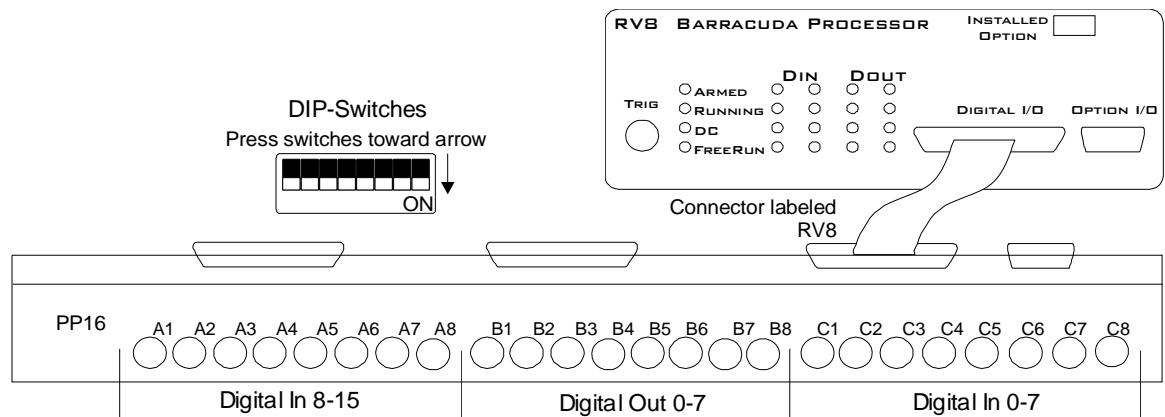 RV8 BARRACUDA PROCESSOR
INSTALLED
OPTION
DIN DOUT
TRIG
ARMED
RUNNING
DC
FREERUN
DIGITAL I/O OPTION I/O
DIP-Switches
Press switches toward arrow
ON
Connector labeled
RV8
PP16
A1 A2 A3 A4 A5 A6 A7 A8 B1 B2 B3 B4 B5 B6 B7 B8 C1 C2 C3 C4 C5 C6 C7 C8
Digital In 8-15 Digital Out 0-7 Digital In 0-7